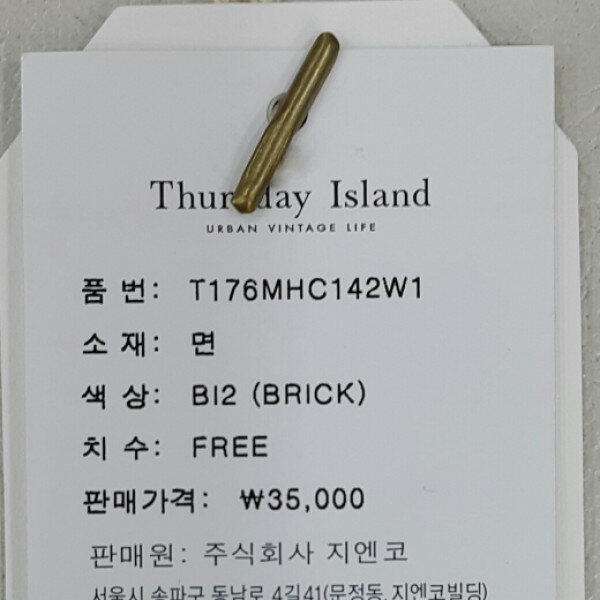 Thursday Island
URBAN VINTAGE LIFE
품 번: T176MHC142W1
소 재: 면
색 상: BI2 (BRICK)
치 수: FREE
판매가격: ₩35,000
판매원: 주식회사 지엔코
서울시 송파구 동남로 4길41(문정동, 지엔코빌딩)